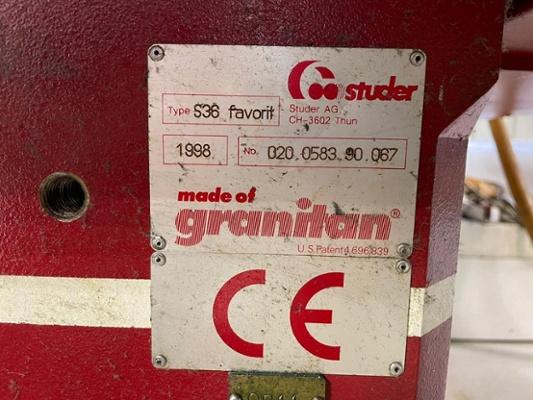 studer
Type S36 favorit
Studer AG
CH-3602 Thun
1998
No. 020.0583.90.067
made of
granitan®
U.S.Patent 4,696,839
CE